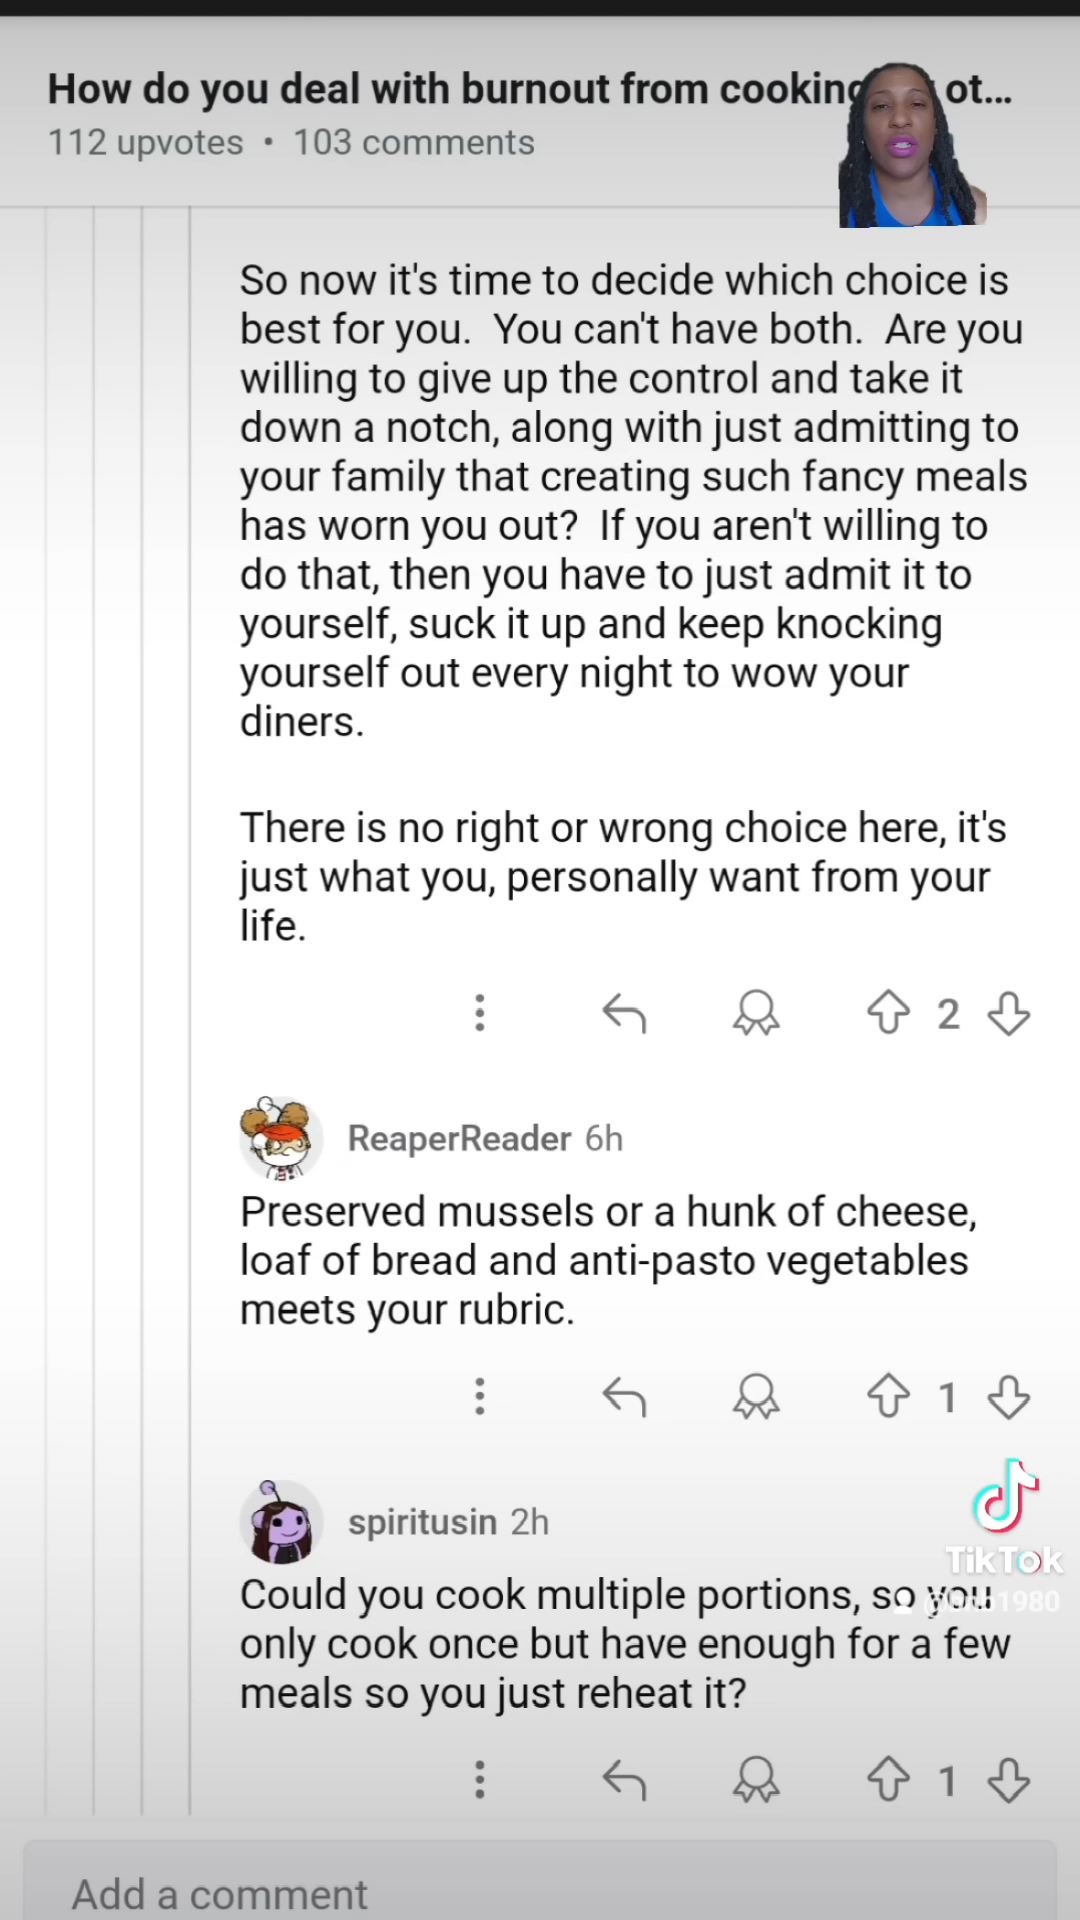 How do you deal with burnout from cooking ot...
112 upvotes • 103 comments
So now it's time to decide which choice is
best for you.  You can't have both.  Are you
willing to give up the control and take it
down a notch, along with just admitting to
your family that creating such fancy meals
has worn you out?  If you aren't willing to
do that, then you have to just admit it to
yourself, suck it up and keep knocking
yourself out every night to wow your
diners.
There is no right or wrong choice here, it's
just what you, personally want from your
life.
2
ReaperReader 6h
Preserved mussels or a hunk of cheese,
loaf of bread and anti-pasto vegetables
meets your rubric.
1
spiritusin 2h
TikTok
Could you cook multiple portions, so you
only cook once but have enough for a few
meals so you just reheat it?
1
Add a comment